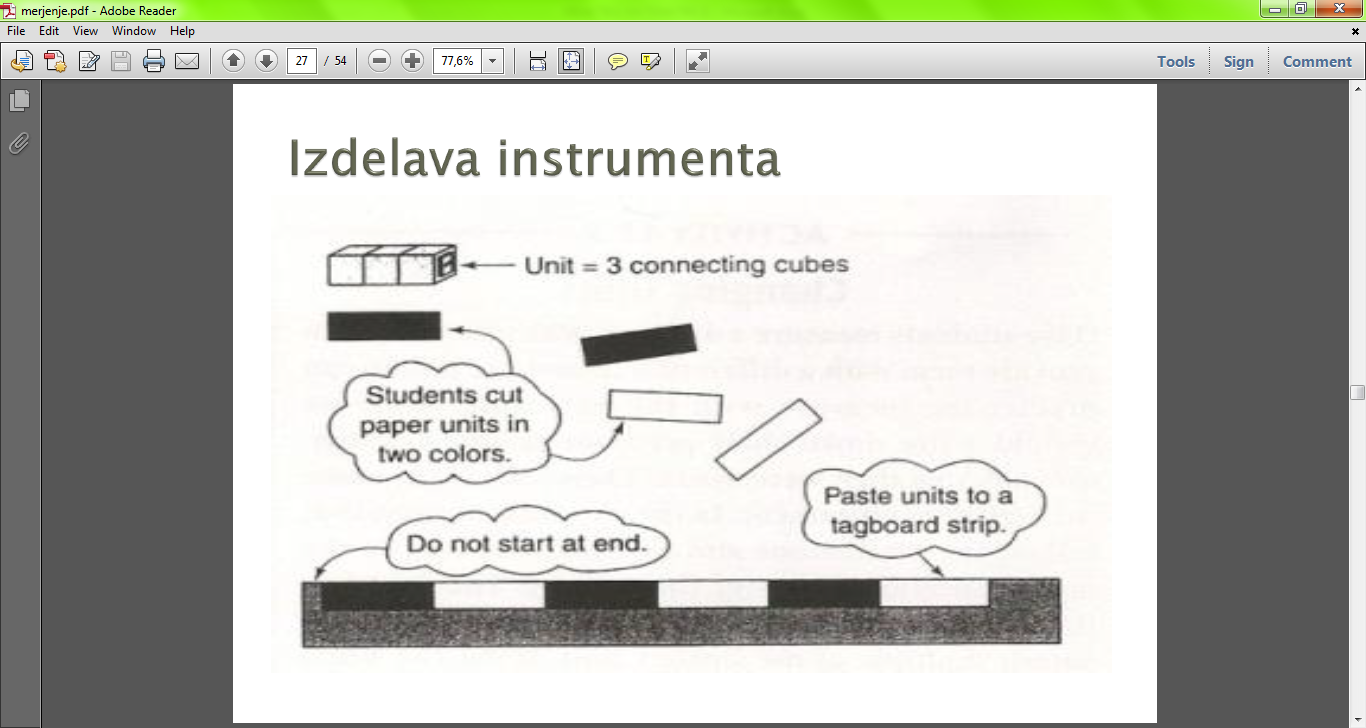 merjenje.pdf - Adobe Reader
File Edit View Window Help
27 / 54 77,6% Tools Sign Comment
Izdelava instrumenta
Unit = 3 connecting cubes
Students cut
paper units in
two colors.
Paste units to a
tagboard strip.
Do not start at end.